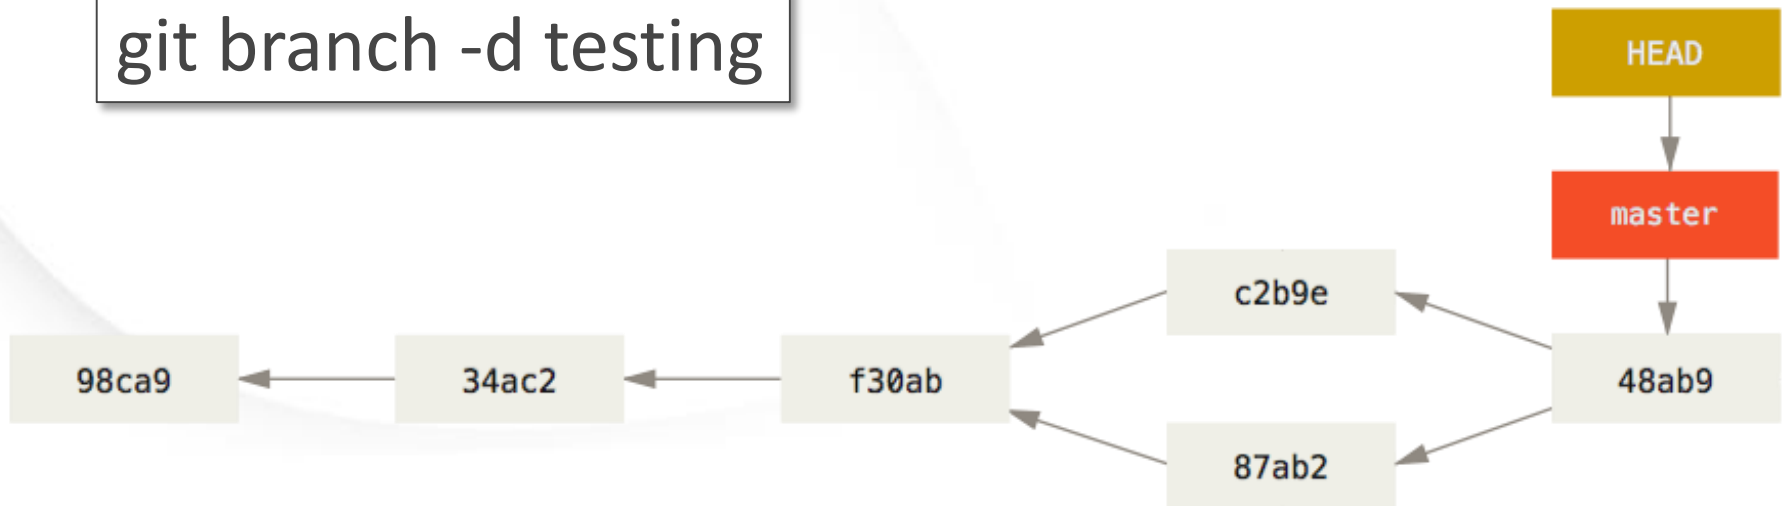 git branch -d testing
HEAD
master
c2b9e
98ca9
34ac2
f30ab
48ab9
87ab2